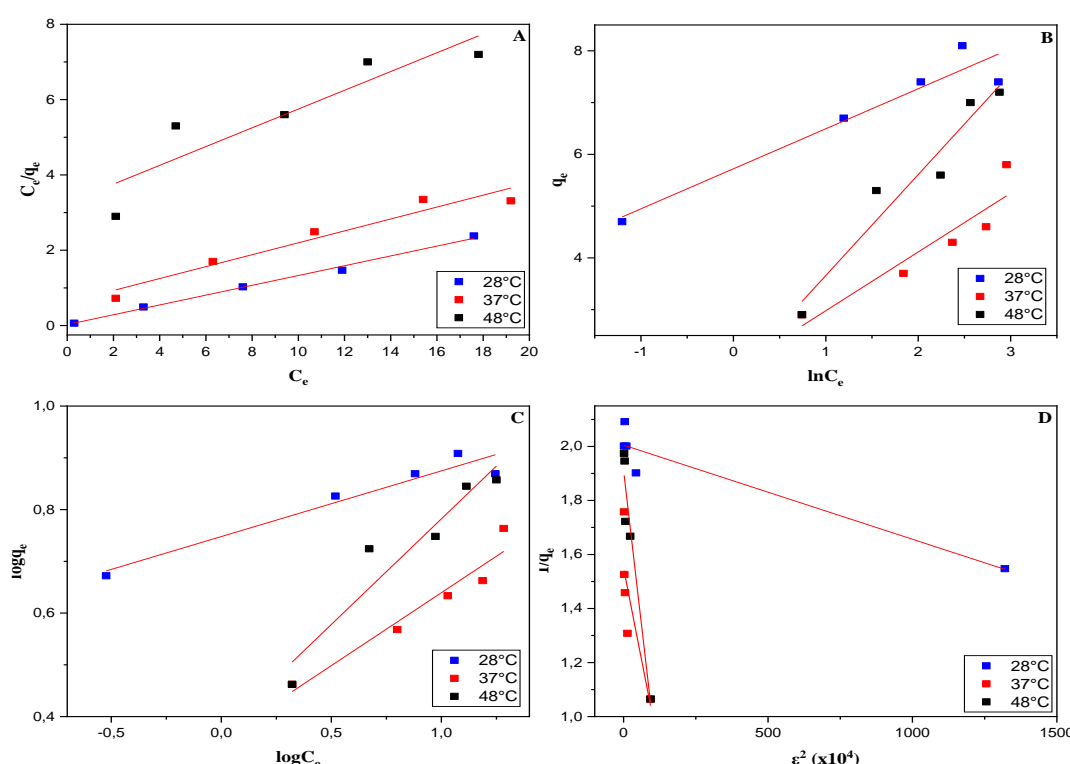 A
8
6
4
2
0
Cₑ/qₑ
0 2 4 6 8 10 12 14 16 18 20
Cₑ
28°C
37°C
48°C
B
8
6
4
qₑ
-1 0 1 2 3
lnCₑ
28°C
37°C
48°C
C
1,0
0,8
0,6
0,4
logqₑ
-0,5 0,0 0,5 1,0
logCₑ
28°C
37°C
48°C
D
2,0
1,8
1,6
1,4
1,2
1,0
1/qₑ
0 500 1000 1500
ε² (x10⁴)
28°C
37°C
48°C